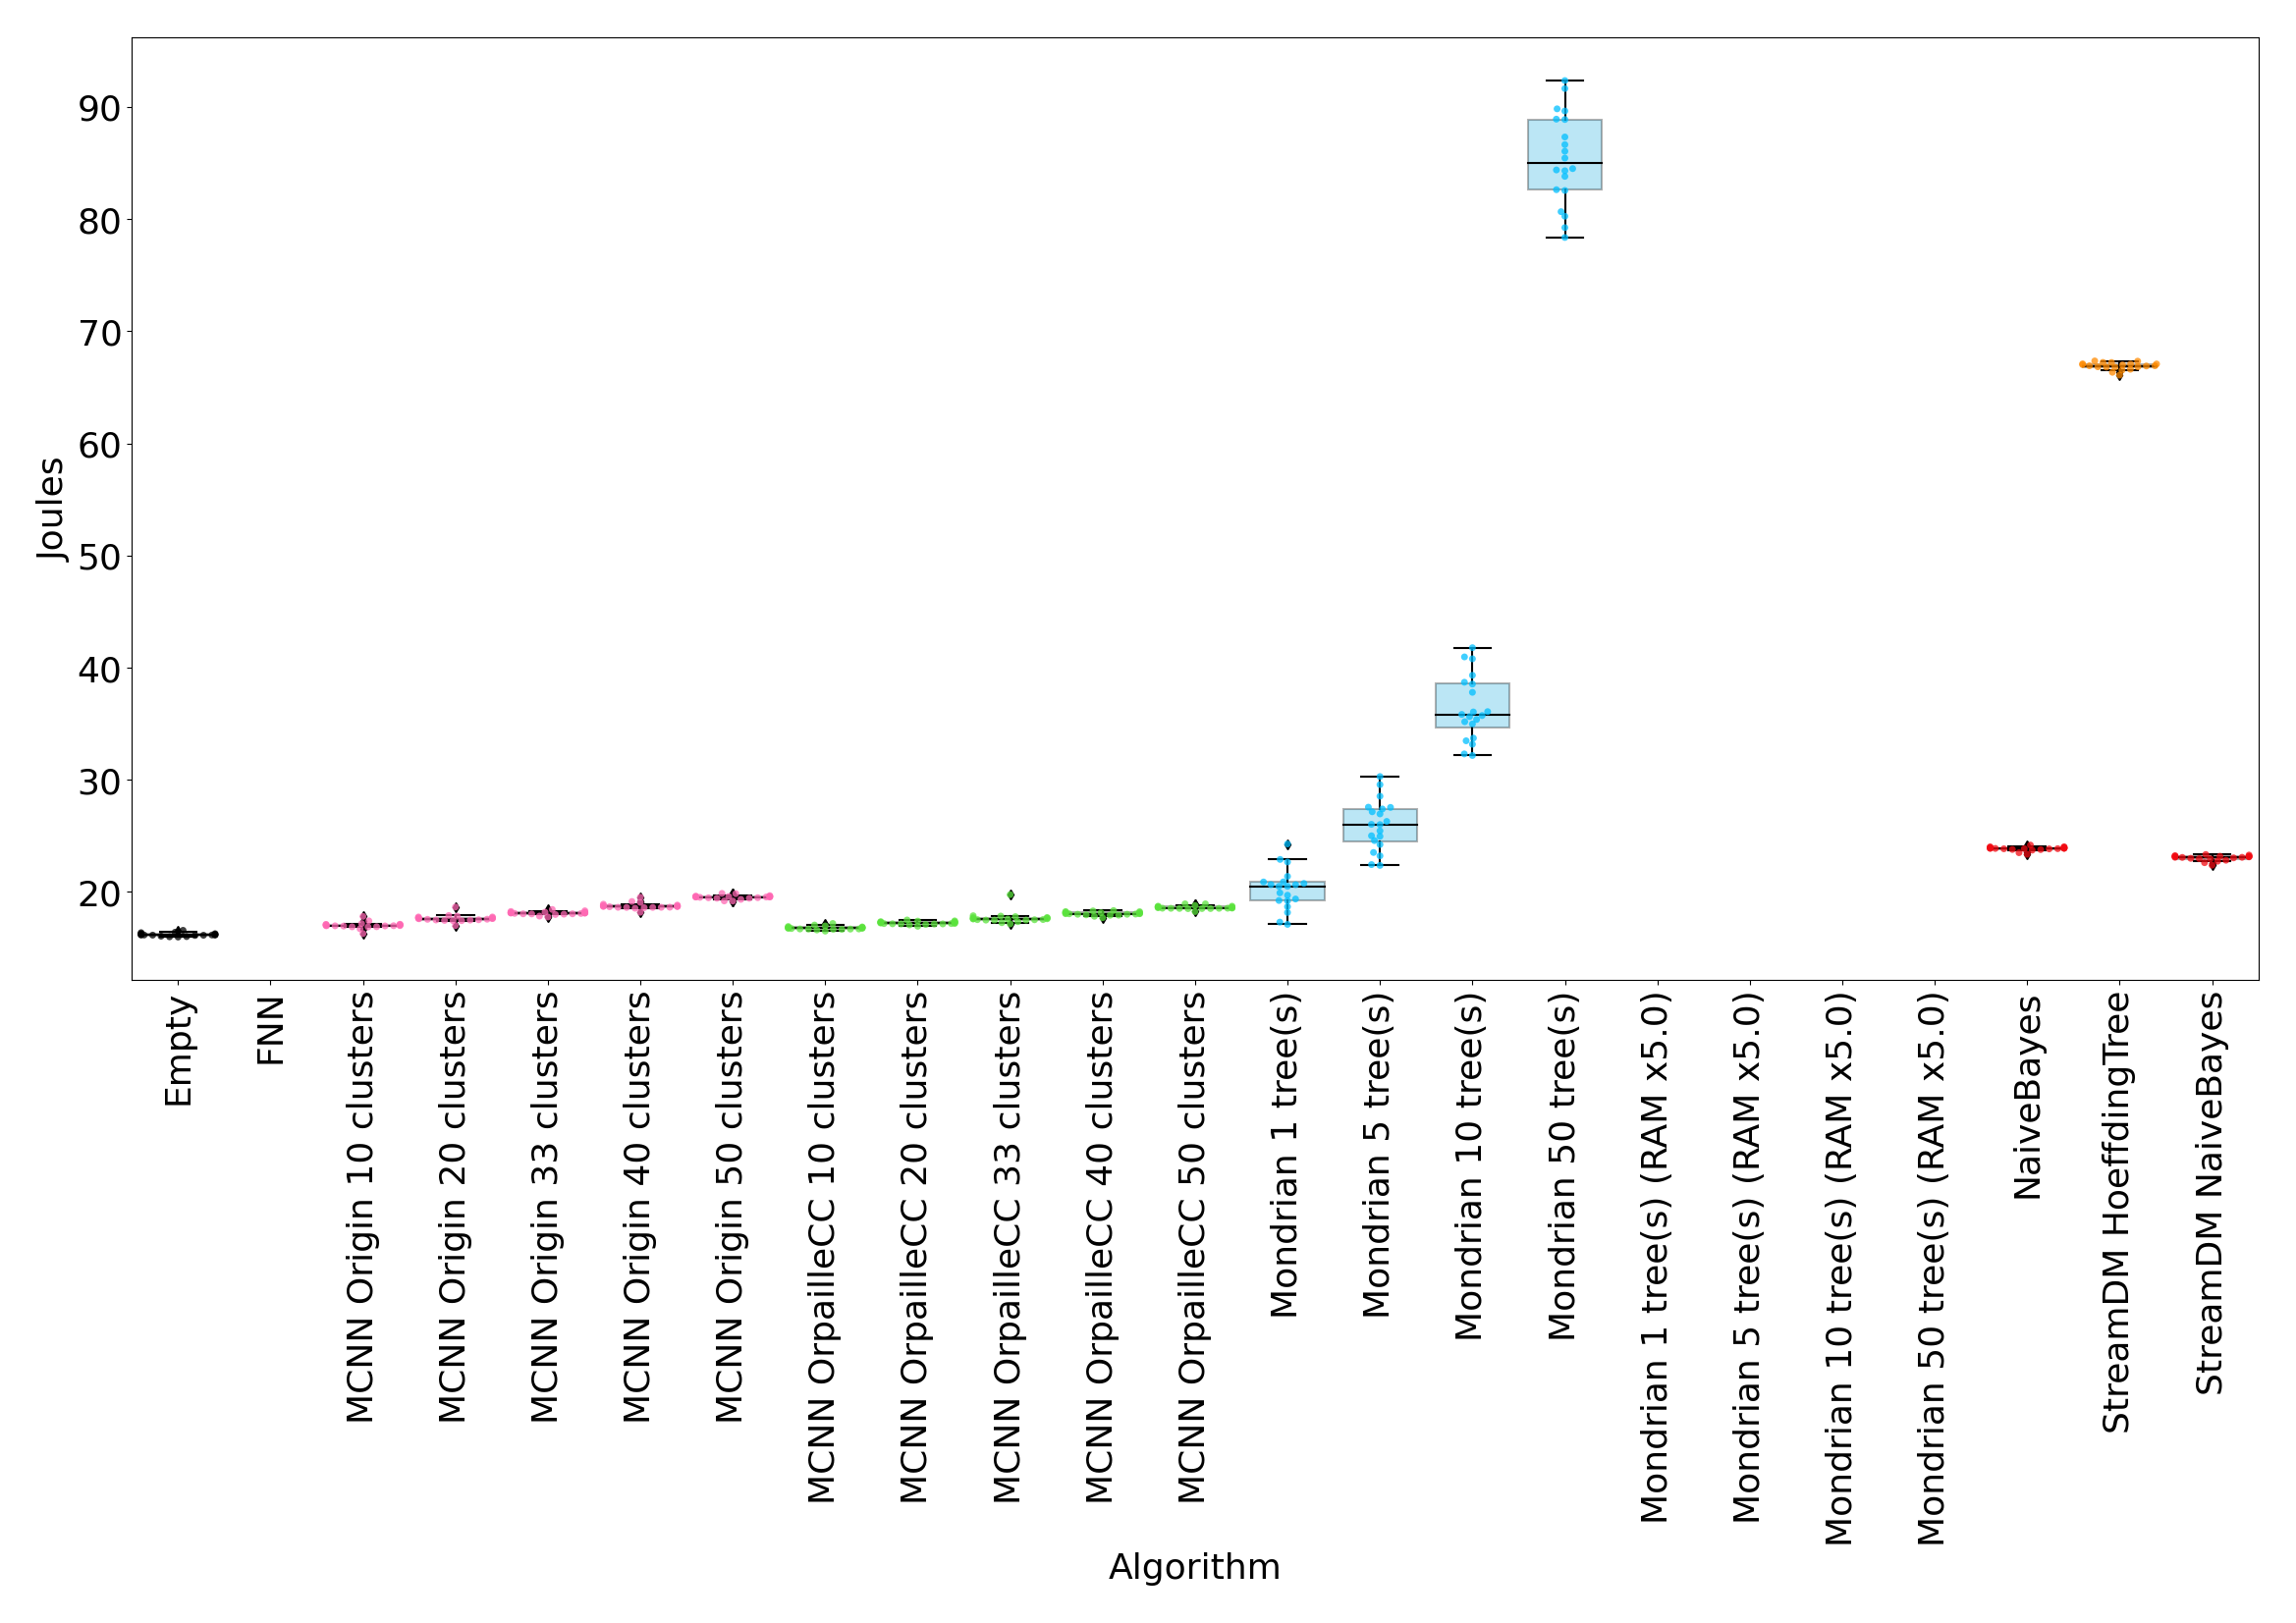 90
80
70
60
50
40
30
20
Joules
Empty
FNN
MCNN Origin 10 clusters
MCNN Origin 20 clusters
MCNN Origin 33 clusters
MCNN Origin 40 clusters
MCNN Origin 50 clusters
MCNN OrpailleCC 10 clusters
MCNN OrpailleCC 20 clusters
MCNN OrpailleCC 33 clusters
MCNN OrpailleCC 40 clusters
MCNN OrpailleCC 50 clusters
Mondrian 1 tree(s)
Mondrian 5 tree(s)
Mondrian 10 tree(s)
Mondrian 50 tree(s)
Mondrian 1 tree(s) (RAM x5.0)
Mondrian 5 tree(s) (RAM x5.0)
Mondrian 10 tree(s) (RAM x5.0)
Mondrian 50 tree(s) (RAM x5.0)
NaiveBayes
StreamDM HoeffdingTree
StreamDM NaiveBayes
Algorithm